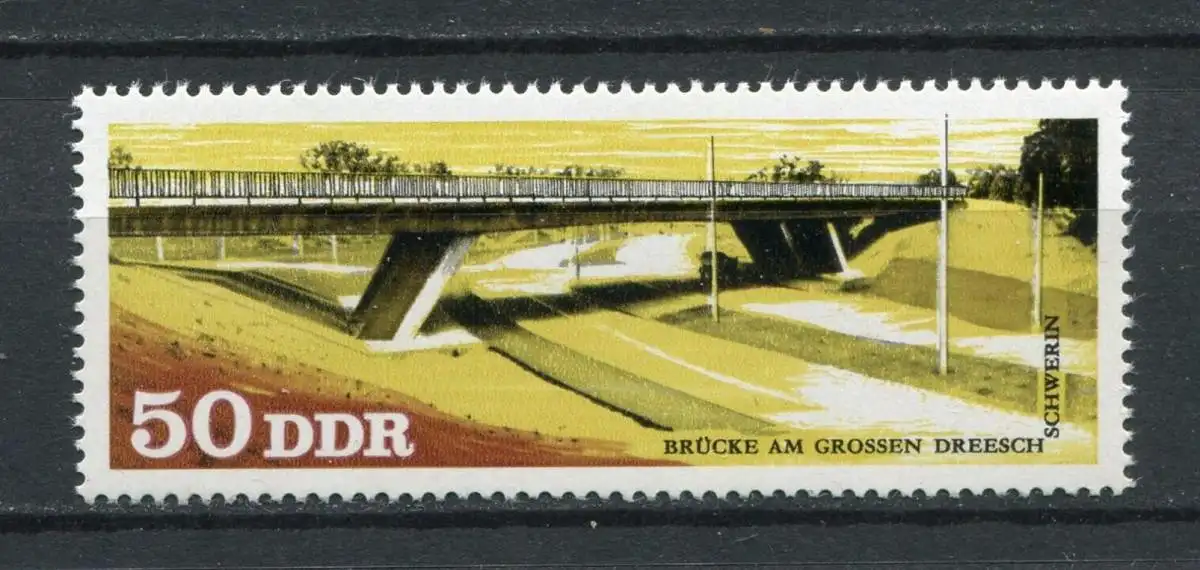 50 DDR
BRÜCKE AM GROSSEN DREESCH
SCHWERIN